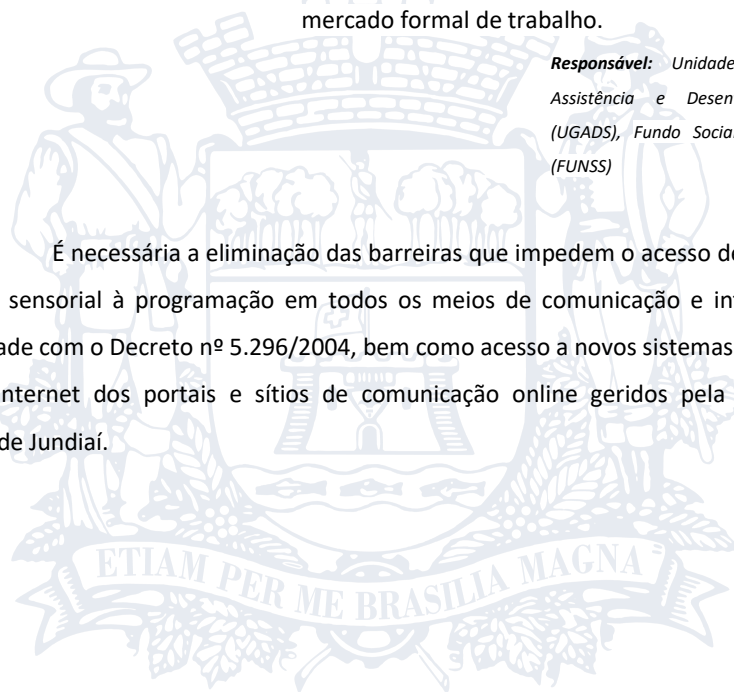 mercado formal de trabalho.
Responsável: Unidade
Assistência e Desen
(UGADS), Fundo Social
(FUNSS)
É necessária a eliminação das barreiras que impedem o acesso d
sensorial à programação em todos os meios de comunicação e in
ade com o Decreto nº 5.296/2004, bem como acesso a novos sistemas
nternet dos portais e sítios de comunicação online geridos pela
de Jundiaí.
ETIAM PER ME BRASILIA MAGNA